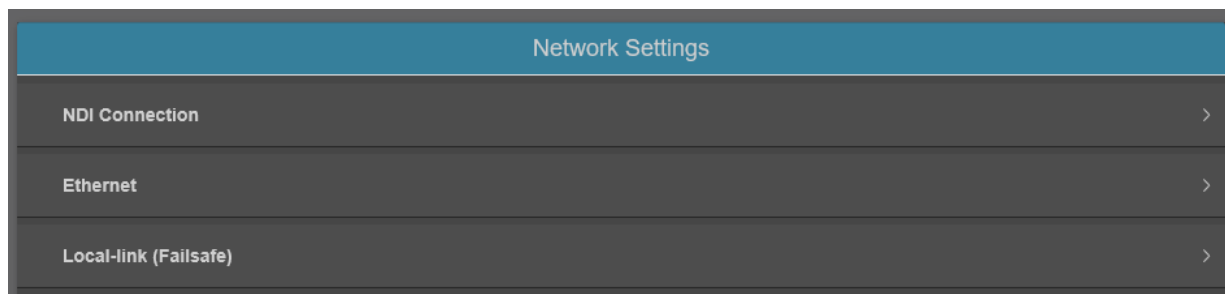 Network Settings
NDI Connection
Ethernet
Local-link (Failsafe)